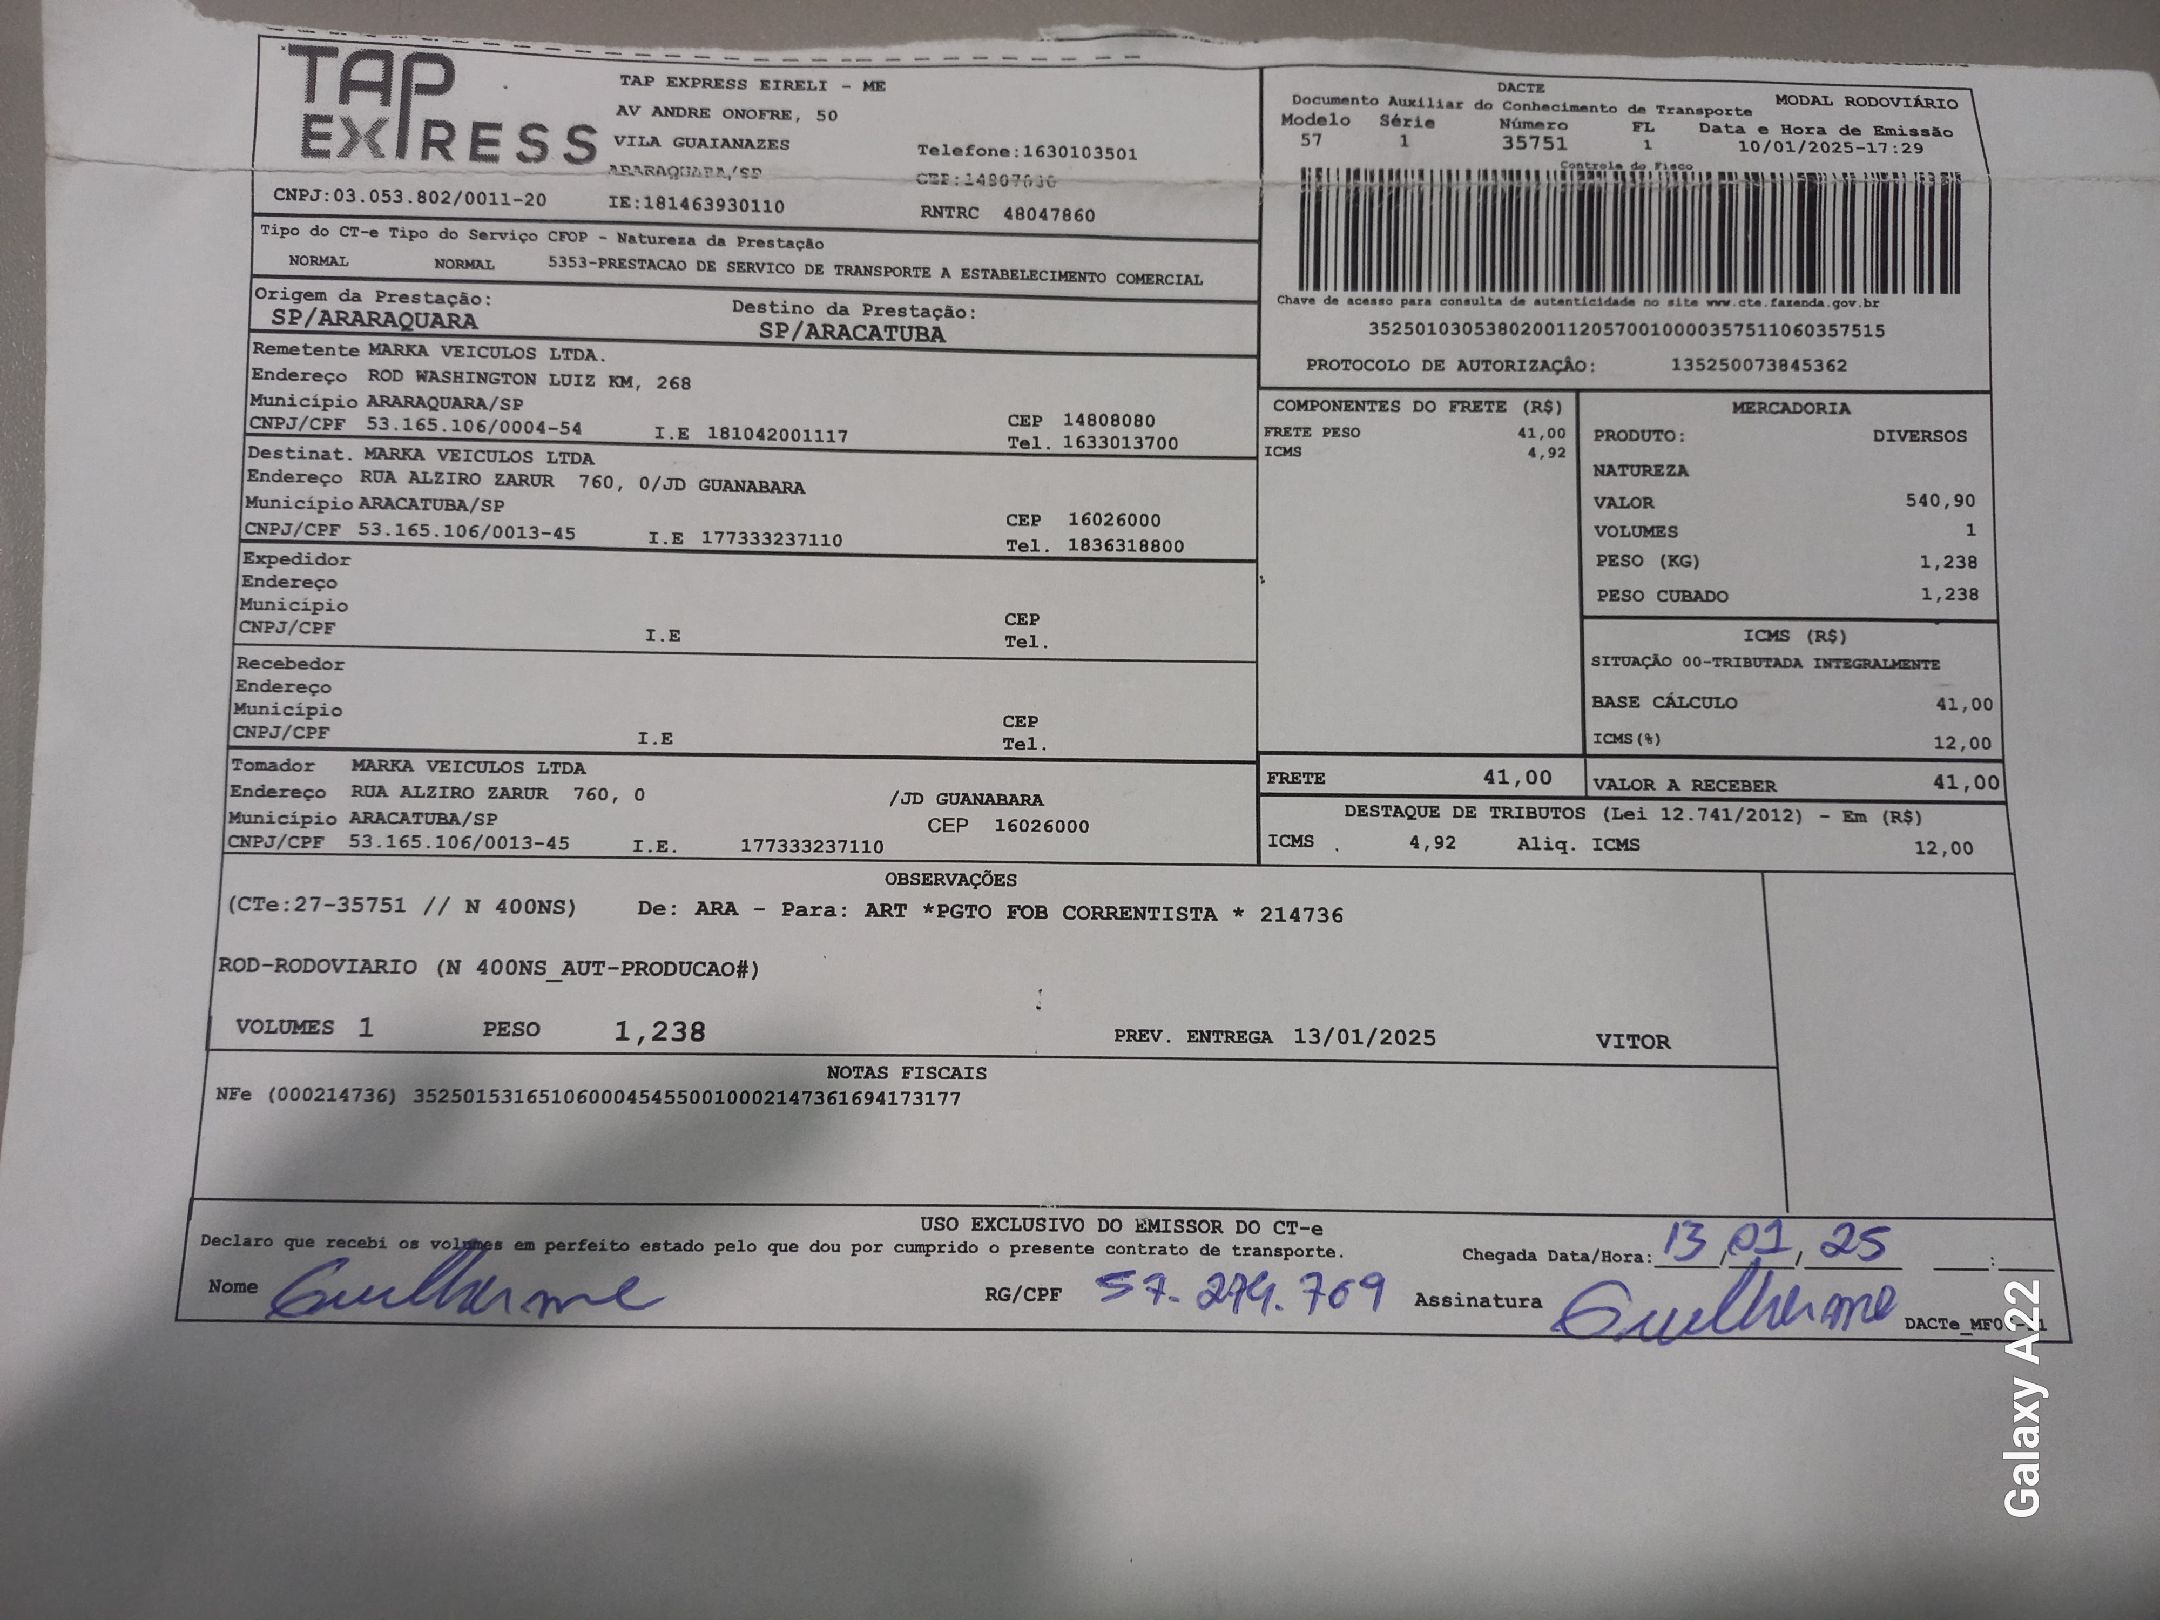 TAP EXPRESS
TAP EXPRESS EIRELI - ME
AV ANDRE ONOFRE, 50
VILA GUAIANAZES Telefone:1630103501
ARARAQUARA/SP
CNPJ:03.053.802/0011-20 IE:181463930110 RNTRC 48047860
DACTE
Documento Auxiliar do Conhecimento de Transporte MODAL RODOVIÁRIO
Modelo Série Número FL Data e Hora de Emissão
57 1 35751 1 10/01/2025-17:29
Controle do Fisco
Chave de acesso para consulta de autenticidade no site www.cte.fazenda.gov.br
35250103053802001120570010000357511060357515
PROTOCOLO DE AUTORIZAÇÂO: 135250073845362
Tipo do CT-e Tipo do Serviço CFOP - Natureza da Prestação
NORMAL NORMAL 5353-PRESTACAO DE SERVICO DE TRANSPORTE A ESTABELECIMENTO COMERCIAL
Origem da Prestação: Destino da Prestação:
SP/ARARAQUARA SP/ARACATUBA
Remetente MARKA VEICULOS LTDA.
Endereço ROD WASHINGTON LUIZ KM, 268
Município ARARAQUARA/SP CEP 14808080
CNPJ/CPF 53.165.106/0004-54 I.E 181042001117 Tel. 1633013700
Destinat. MARKA VEICULOS LTDA
Endereço RUA ALZIRO ZARUR 760, 0/JD GUANABARA
Município ARACATUBA/SP CEP 16026000
CNPJ/CPF 53.165.106/0013-45 I.E 177333237110 Tel. 1836318800
Expedidor
Endereço
Município CEP
CNPJ/CPF I.E Tel.
Recebedor
Endereço
Município CEP
CNPJ/CPF I.E Tel.
Tomador MARKA VEICULOS LTDA
Endereço RUA ALZIRO ZARUR 760, 0 /JD GUANABARA
Município ARACATUBA/SP CEP 16026000
CNPJ/CPF 53.165.106/0013-45 I.E. 177333237110
COMPONENTES DO FRETE (R$)
FRETE PESO 41,00
ICMS 4,92
MERCADORIA
PRODUTO: DIVERSOS
NATUREZA
VALOR 540,90
VOLUMES 1
PESO (KG) 1,238
PESO CUBADO 1,238
ICMS (R$)
SITUAÇÃO 00-TRIBUTADA INTEGRALMENTE
BASE CÁLCULO 41,00
ICMS(%) 12,00
FRETE 41,00 VALOR A RECEBER 41,00
DESTAQUE DE TRIBUTOS (Lei 12.741/2012) - Em (R$)
ICMS 4,92 Aliq. ICMS 12,00
OBSERVAÇÕES
(CTe:27-35751 // N 400NS) De: ARA - Para: ART *PGTO FOB CORRENTISTA * 214736
ROD-RODOVIARIO (N 400NS_AUT-PRODUCAO#)
VOLUMES 1 PESO 1,238 PREV. ENTREGA 13/01/2025 VITOR
NOTAS FISCAIS
NFe (000214736) 35250153165106000454550010002147361694173177
USO EXCLUSIVO DO EMISSOR DO CT-e
Declaro que recebi os volumes em perfeito estado pelo que dou por cumprido o presente contrato de transporte. Chegada Data/Hora: 13/01/25 :
Nome Guilherme RG/CPF 57.274.769 Assinatura Guilherme
Galaxy A22